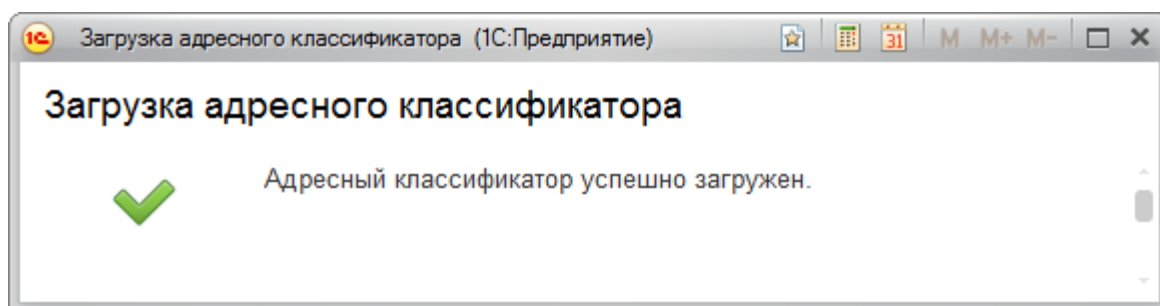 1С Загрузка адресного классификатора (1С:Предприятие) 31 M M+ M-
Загрузка адресного классификатора
Адресный классификатор успешно загружен.